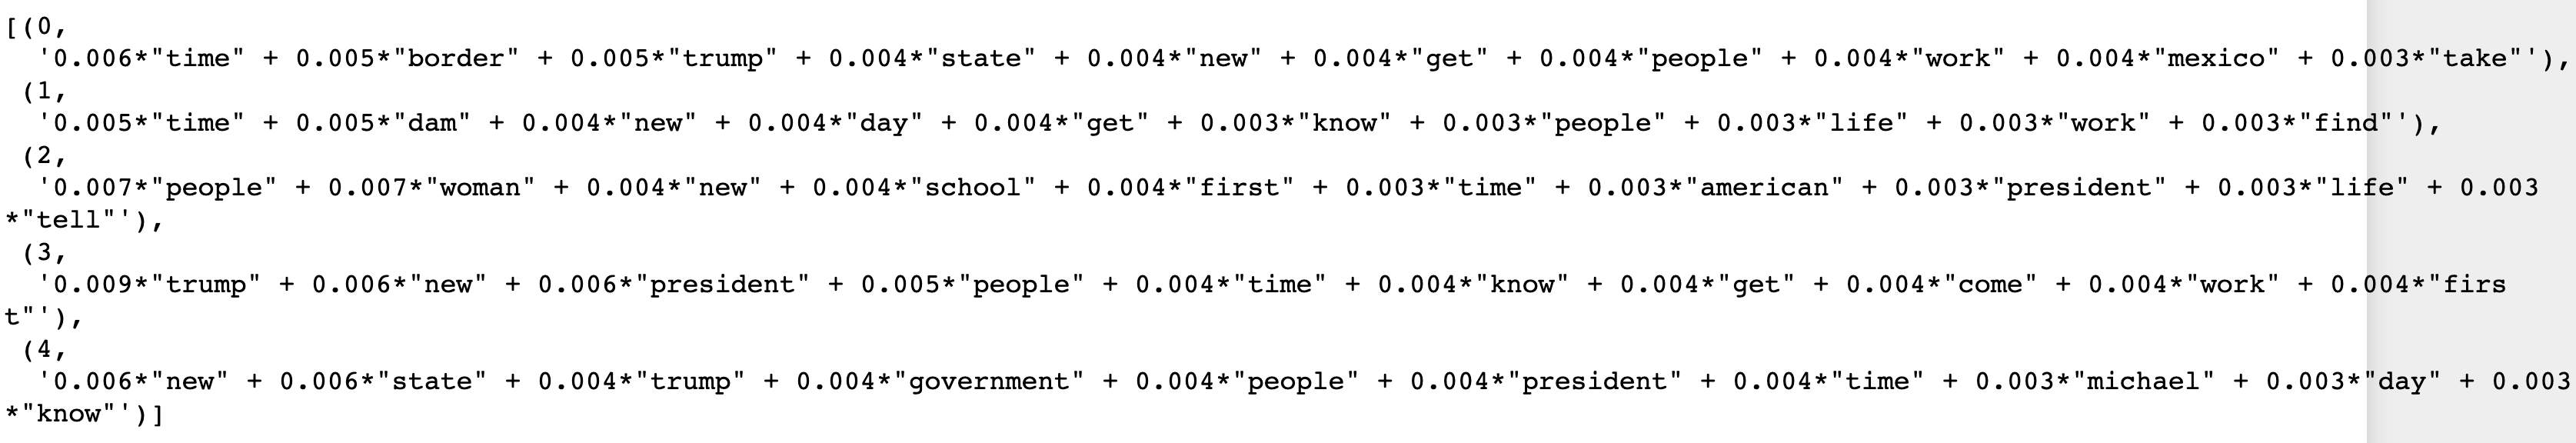 [(0,
  '0.006*"time" + 0.005*"border" + 0.005*"trump" + 0.004*"state" + 0.004*"new" + 0.004*"get" + 0.004*"people" + 0.004*"work" + 0.004*"mexico" + 0.003*"take"'),
 (1,
  '0.005*"time" + 0.005*"dam" + 0.004*"new" + 0.004*"day" + 0.004*"get" + 0.003*"know" + 0.003*"people" + 0.003*"life" + 0.003*"work" + 0.003*"find"'),
 (2,
  '0.007*"people" + 0.007*"woman" + 0.004*"new" + 0.004*"school" + 0.004*"first" + 0.003*"time" + 0.003*"american" + 0.003*"president" + 0.003*"life" + 0.003
*"tell"'),
 (3,
  '0.009*"trump" + 0.006*"new" + 0.006*"president" + 0.005*"people" + 0.004*"time" + 0.004*"know" + 0.004*"get" + 0.004*"come" + 0.004*"work" + 0.004*"firs
t"'),
 (4,
  '0.006*"new" + 0.006*"state" + 0.004*"trump" + 0.004*"government" + 0.004*"people" + 0.004*"president" + 0.004*"time" + 0.003*"michael" + 0.003*"day" + 0.003
*"know"')]